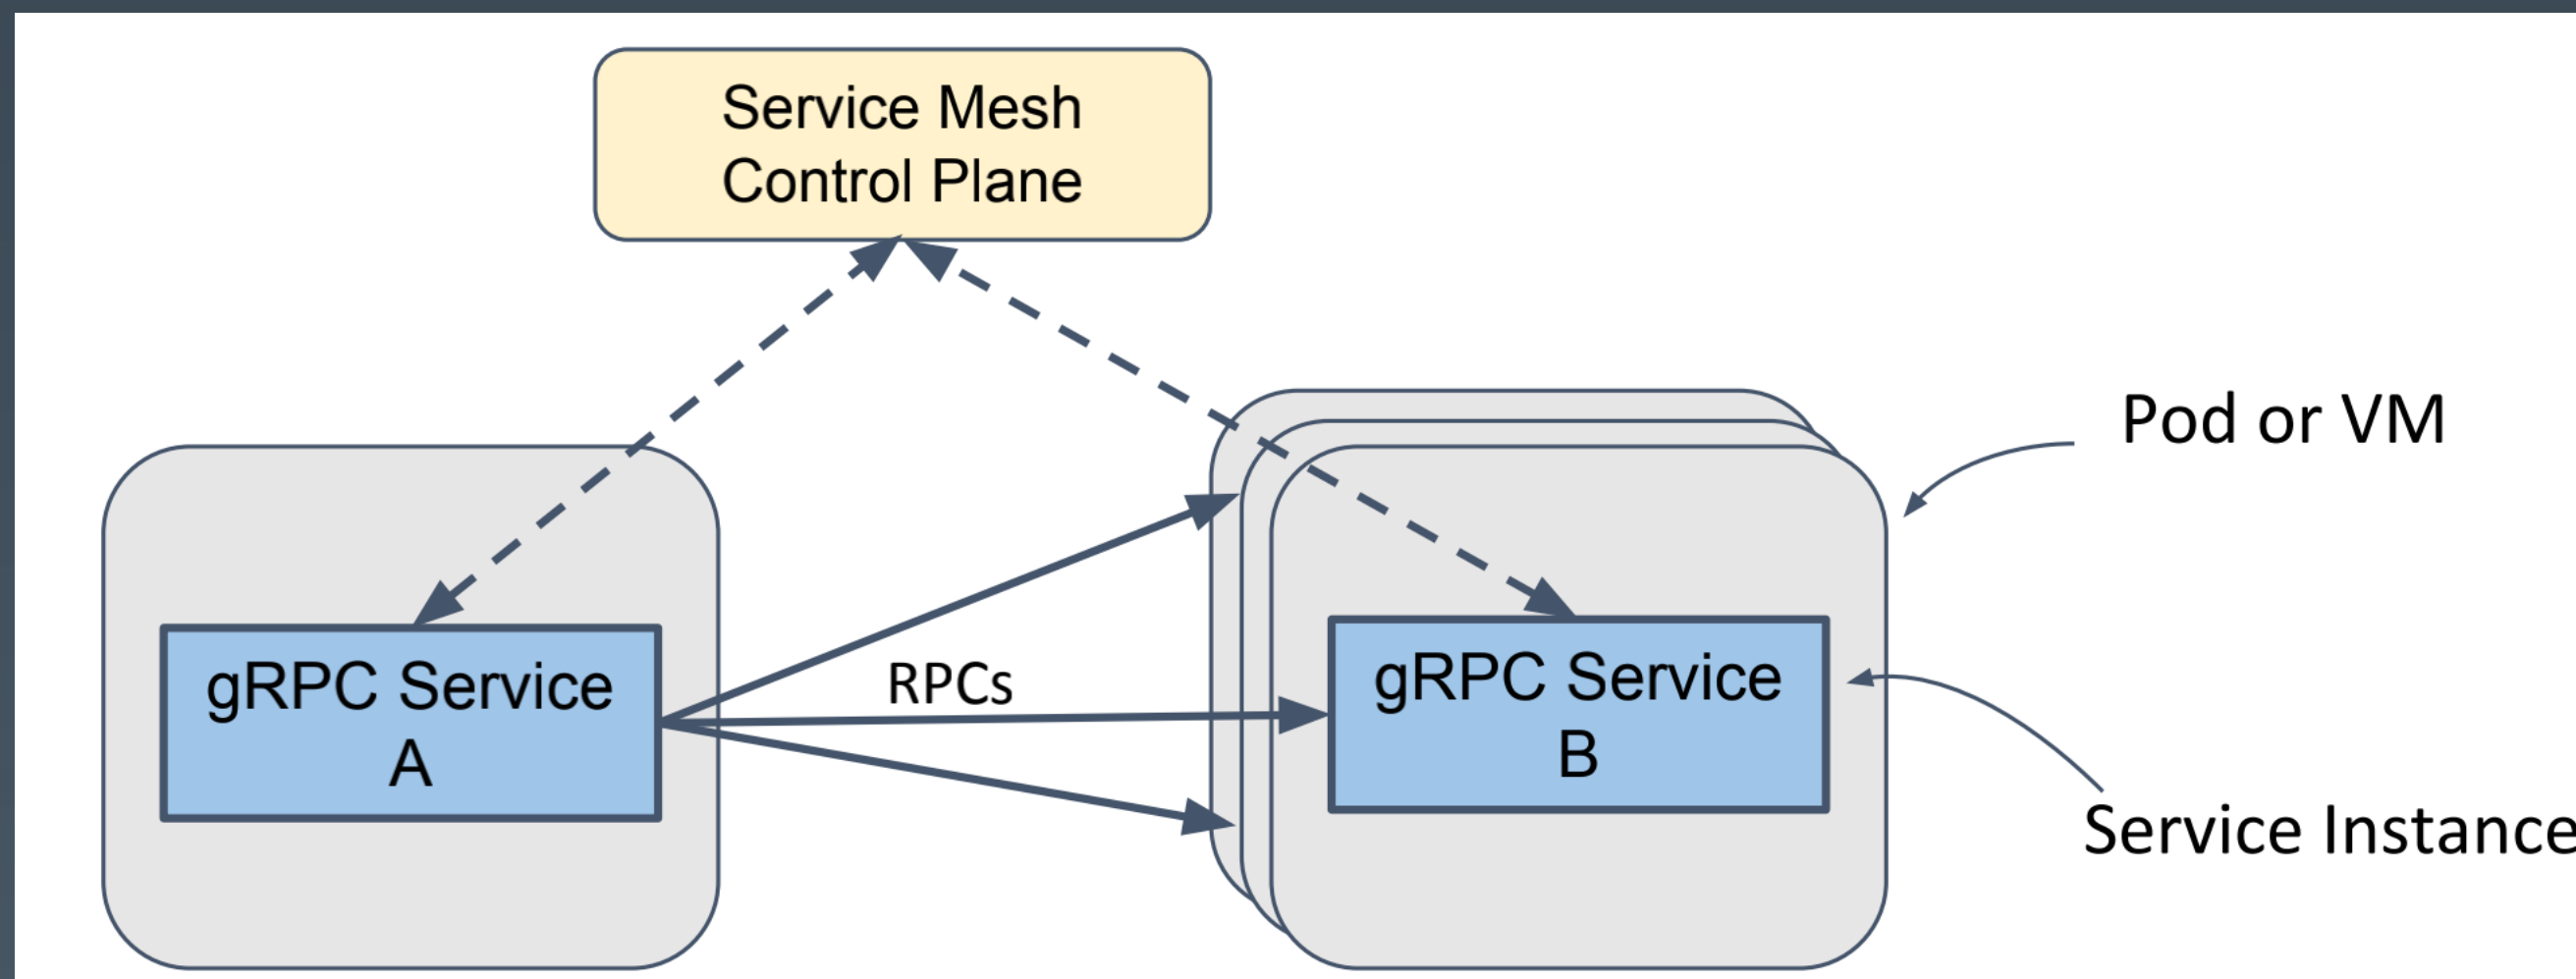 Service Mesh
Control Plane
Pod or VM
gRPC Service
A
RPCs
gRPC Service
B
Service Instance